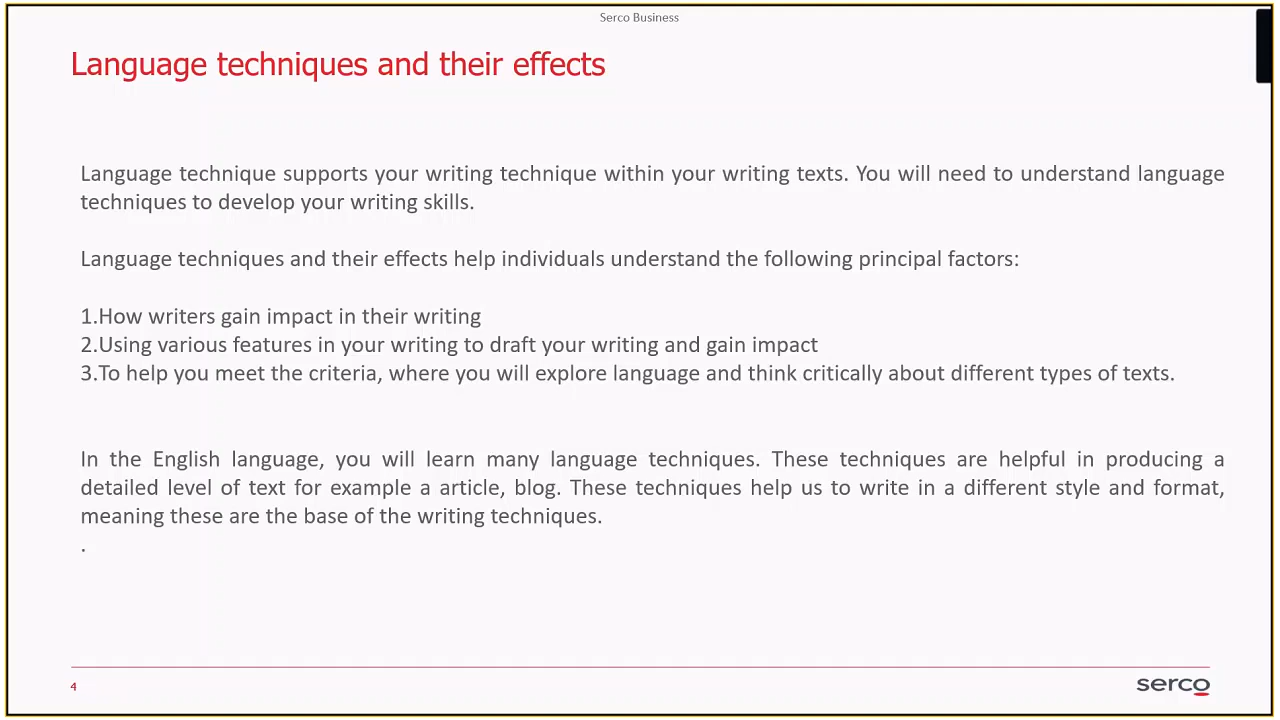 Serco Business
Language techniques and their effects
Language technique supports your writing technique within your writing texts. You will need to understand language
techniques to develop your writing skills.
Language techniques and their effects help individuals understand the following principal factors:
1.How writers gain impact in their writing
2.Using various features in your writing to draft your writing and gain impact
3.To help you meet the criteria, where you will explore language and think critically about different types of texts.
In the English language, you will learn many language techniques. These techniques are helpful in producing a
detailed level of text for example a article, blog. These techniques help us to write in a different style and format,
meaning these are the base of the writing techniques.
.
4
serco